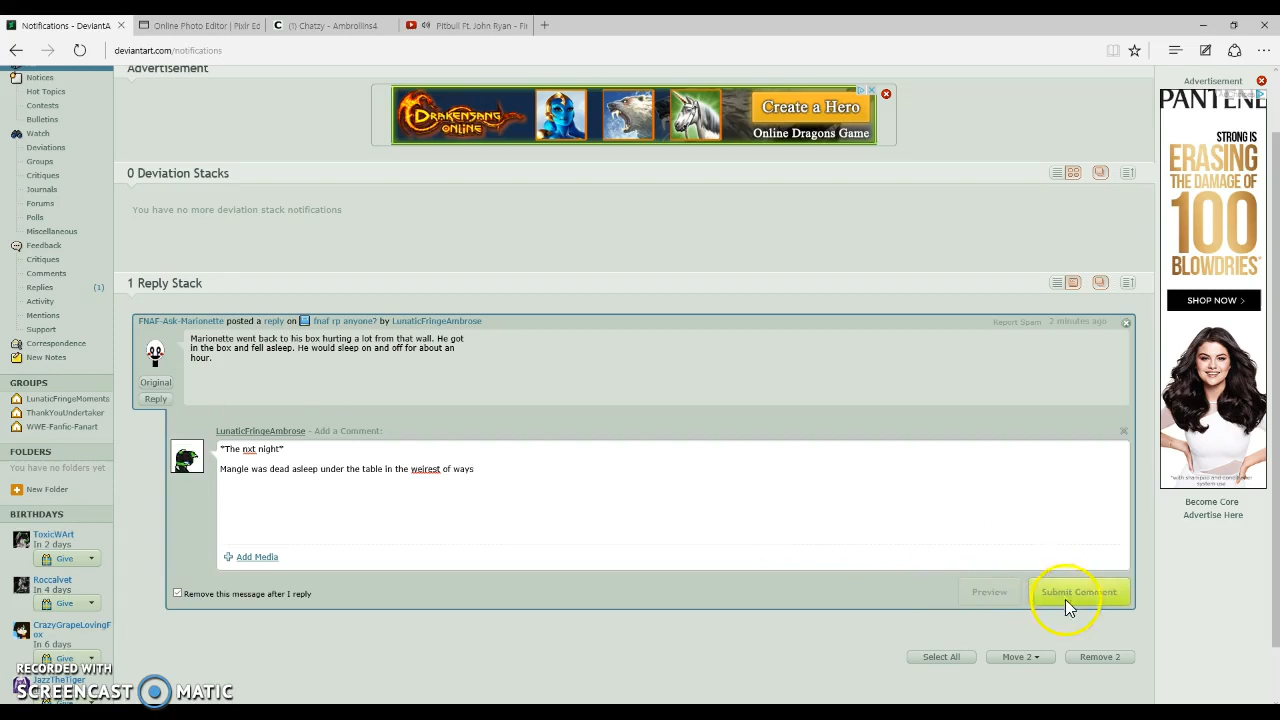 Notifications - DeviantA
Online Photo Editor | Pixlr Ed
(1) Chatzy - Ambrollins4
Pitbull Ft. John Ryan - Fi
deviantart.com/notifications
Notices
Hot Topics
Contests
Bulletins
Watch
Deviations
Groups
Critiques
Journals
Forums
Polls
Miscellaneous
Feedback
Critiques
Comments
Replies (1)
Activity
Mentions
Support
Correspondence
New Notes
GROUPS
LunaticFringeMoments
ThankYouUndertaker
WWE-Fanfic-Fanart
FOLDERS
You have no folders yet
New Folder
BIRTHDAYS
ToxicWArt
In 2 days
Give
Roccalvet
In 4 days
Give
CrazyGrapeLovingF
ox
In 6 days
Give
JazzTheTiger
RECORDED WITH
SCREENCAST MATIC
Advertisement
DRAKENSANG
ONLINE
Create a Hero
Online Dragons Game
0 Deviation Stacks
You have no more deviation stack notifications
1 Reply Stack
FNAF-Ask-Marionette posted a reply on fnaf rp anyone? by LunaticFringeAmbrose
Report Spam 2 minutes ago
Marionette went back to his box hurting a lot from that wall. He got
in the box and fell asleep. He would sleep on and off for about an
hour.
Original
Reply
LunaticFringeAmbrose - Add a Comment:
*The nxt night*
Mangle was dead asleep under the table in the weirest of ways
Add Media
Remove this message after I reply
Preview
Submit Comment
Select All
Move 2
Remove 2
Advertisement
PANTENE
STRONG IS
ERASING
THE DAMAGE OF
100
BLOWDRIES*
SHOP NOW >
*with shampoo and conditioner
system use
Become Core
Advertise Here